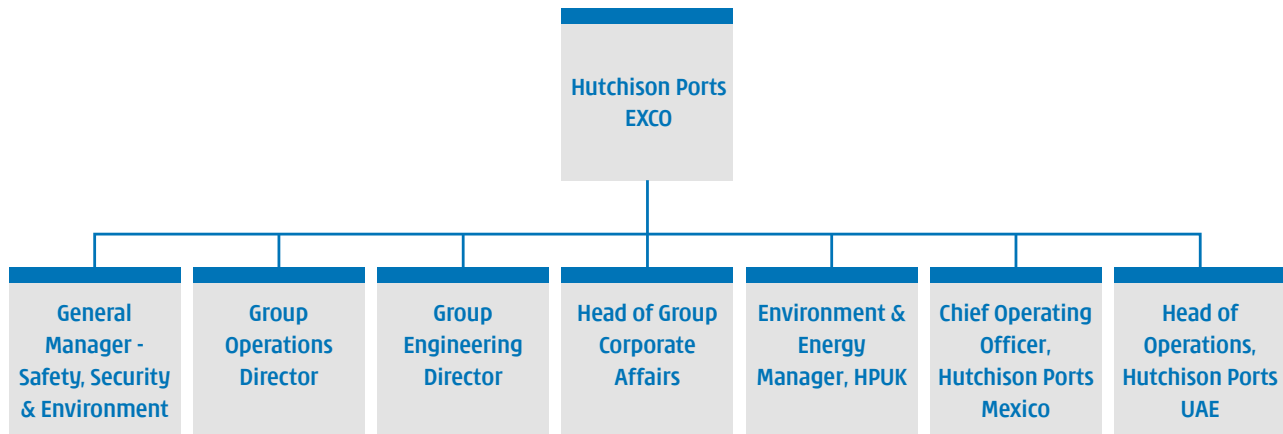 Hutchison Ports
EXCO
General
Manager -
Safety, Security
& Environment
Group
Operations
Director
Group
Engineering
Director
Head of Group
Corporate
Affairs
Environment &
Energy
Manager, HPUK
Chief Operating
Officer,
Hutchison Ports
Mexico
Head of
Operations,
Hutchison Ports
UAE